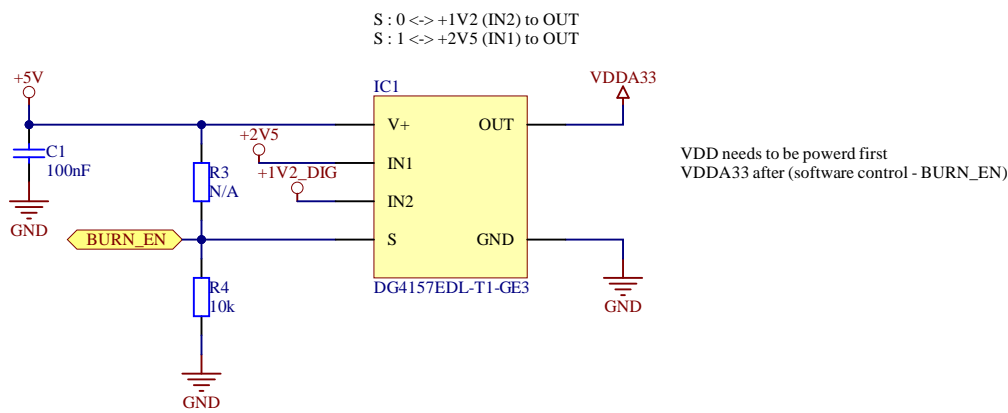 S : 0 <-> +1V2 (IN2) to OUT
S : 1 <-> +2V5 (IN1) to OUT
+5V
IC1
VDDA33
V+
OUT
C1
100nF
+2V5
IN1
R3
N/A
+1V2_DIG
IN2
VDD needs to be powerd first
VDDA33 after (software control - BURN_EN)
GND
BURN_EN
S
GND
DG4157EDL-T1-GE3
R4
10k
GND
GND